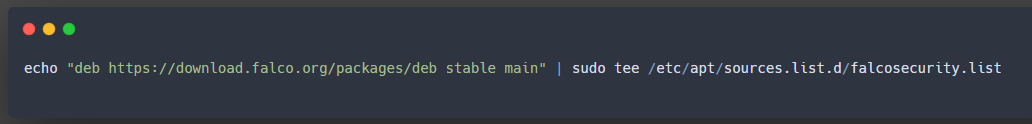 echo "deb https://download.falco.org/packages/deb stable main" | sudo tee /etc/apt/sources.list.d/falcosecurity.list